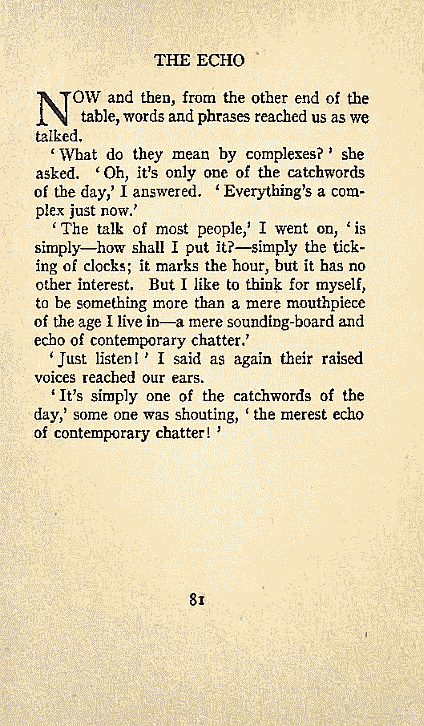 THE ECHO
NOW and then, from the other end of the
table, words and phrases reached us as we
talked.
‘What do they mean by complexes?’ she
asked. ‘Oh, it’s only one of the catchwords
of the day,’ I answered. ‘Everything’s a com-
plex just now.’
‘The talk of most people,’ I went on, ‘is
simply—how shall I put it?—simply the tick-
ing of clocks; it marks the hour, but it has no
other interest. But I like to think for myself,
to be something more than a mere mouthpiece
of the age I live in—a mere sounding-board and
echo of contemporary chatter.’
‘Just listen!’ I said as again their raised
voices reached our ears.
‘It’s simply one of the catchwords of the
day,’ some one was shouting, ‘the merest echo
of contemporary chatter!’
81